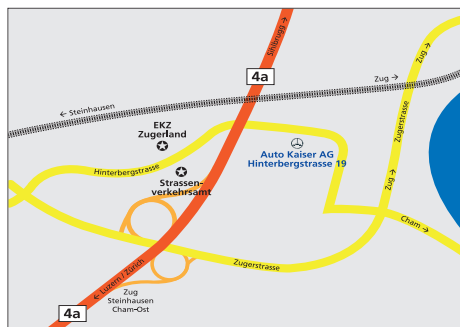 Sihlbrugg →
4a
Zug →
Zug →
← Steinhausen
Zugerstrasse
EKZ
Zugerland
Auto Kaiser AG
Hinterbergstrasse 19
Hinterbergstrasse
Strassen-
verkehrsamt
Zug →
Cham →
← Luzern / Zürich
Zugerstrasse
Zug
Steinhausen
Cham-Ost
4a